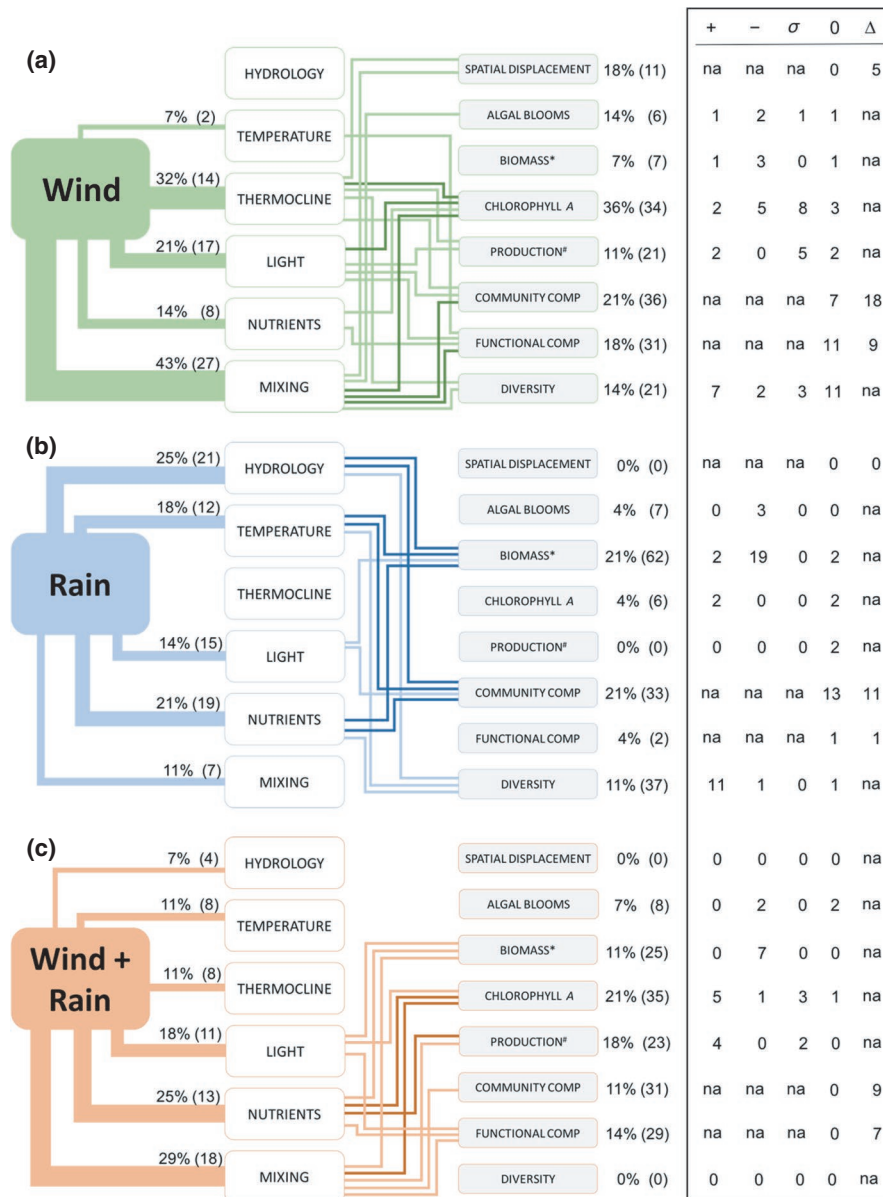 + − σ 0 Δ
(a)
HYDROLOGY
SPATIAL DISPLACEMENT 18% (11) na na na 0 5
7% (2)
TEMPERATURE
ALGAL BLOOMS 14% (6) 1 2 1 1 na
Wind
32% (14)
THERMOCLINE
BIOMASS* 7% (7) 1 3 0 1 na
CHLOROPHYLL A 36% (34) 2 5 8 3 na
21% (17)
LIGHT
PRODUCTION# 11% (21) 2 0 5 2 na
14% (8)
NUTRIENTS
COMMUNITY COMP 21% (36) na na na 7 18
FUNCTIONAL COMP 18% (31) na na na 11 9
43% (27)
MIXING
DIVERSITY 14% (21) 7 2 3 11 na
(b)
25% (21)
HYDROLOGY
SPATIAL DISPLACEMENT 0% (0) na na na 0 0
18% (12)
TEMPERATURE
ALGAL BLOOMS 4% (7) 0 3 0 0 na
BIOMASS* 21% (62) 2 19 0 2 na
Rain
THERMOCLINE
CHLOROPHYLL A 4% (6) 2 0 0 2 na
14% (15)
LIGHT
PRODUCTION# 0% (0) 0 0 0 2 na
21% (19)
NUTRIENTS
COMMUNITY COMP 21% (33) na na na 13 11
FUNCTIONAL COMP 4% (2) na na na 1 1
11% (7)
MIXING
DIVERSITY 11% (37) 11 1 0 1 na
(c)
7% (4)
HYDROLOGY
SPATIAL DISPLACEMENT 0% (0) 0 0 0 0 na
11% (8)
TEMPERATURE
ALGAL BLOOMS 7% (8) 0 2 0 2 na
Wind +
Rain
BIOMASS* 11% (25) 0 7 0 0 na
11% (8)
THERMOCLINE
CHLOROPHYLL A 21% (35) 5 1 3 1 na
18% (11)
LIGHT
PRODUCTION# 18% (23) 4 0 2 0 na
25% (13)
NUTRIENTS
COMMUNITY COMP 11% (31) na na na 0 9
FUNCTIONAL COMP 14% (29) na na na 0 7
29% (18)
MIXING
DIVERSITY 0% (0) 0 0 0 0 na